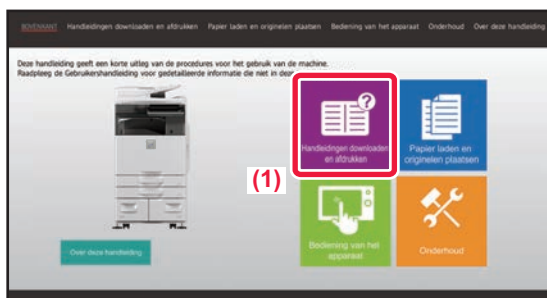 BOVENKANT Handleidingen downloaden en afdrukken Papier laden en originelen plaatsen Bediening van het apparaat Onderhoud Over deze handleiding
Deze handleiding geeft een korte uitleg van de procedures voor het gebruik van de machine.
Raadpleeg de Gebruikershandleiding voor gedetailleerde informatie die niet in deze
Handleidingen downloaden
en afdrukken
Papier laden en
originelen plaatsen
(1)
Bediening van het
apparaat
Onderhoud
Over deze handleiding